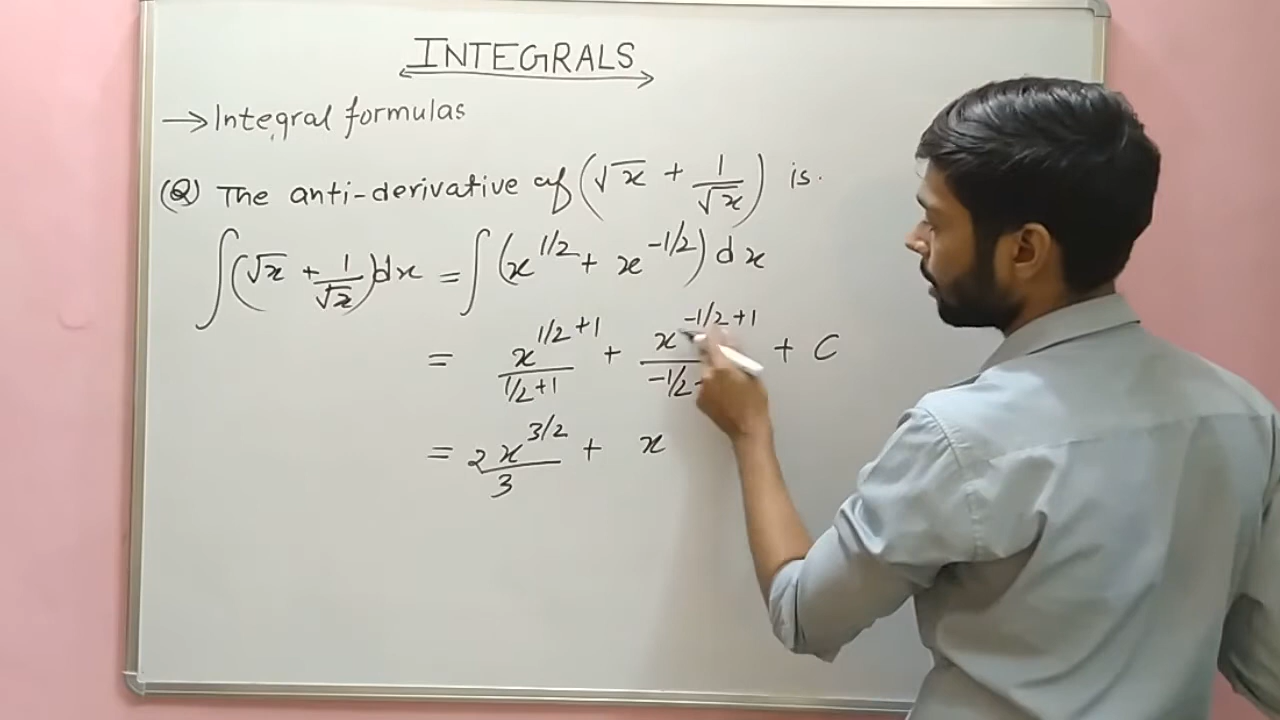 INTEGRALS
→ Integral formulas
(Q) The anti-derivative of (√x + 1/√x) is.
∫(√x + 1/√x)dx = ∫(x^1/2 + x^-1/2) dx
= x^1/2+1 / 1/2+1 + x^-1/2+1 / -1/2 + C
= 2x^3/2 / 3 + x